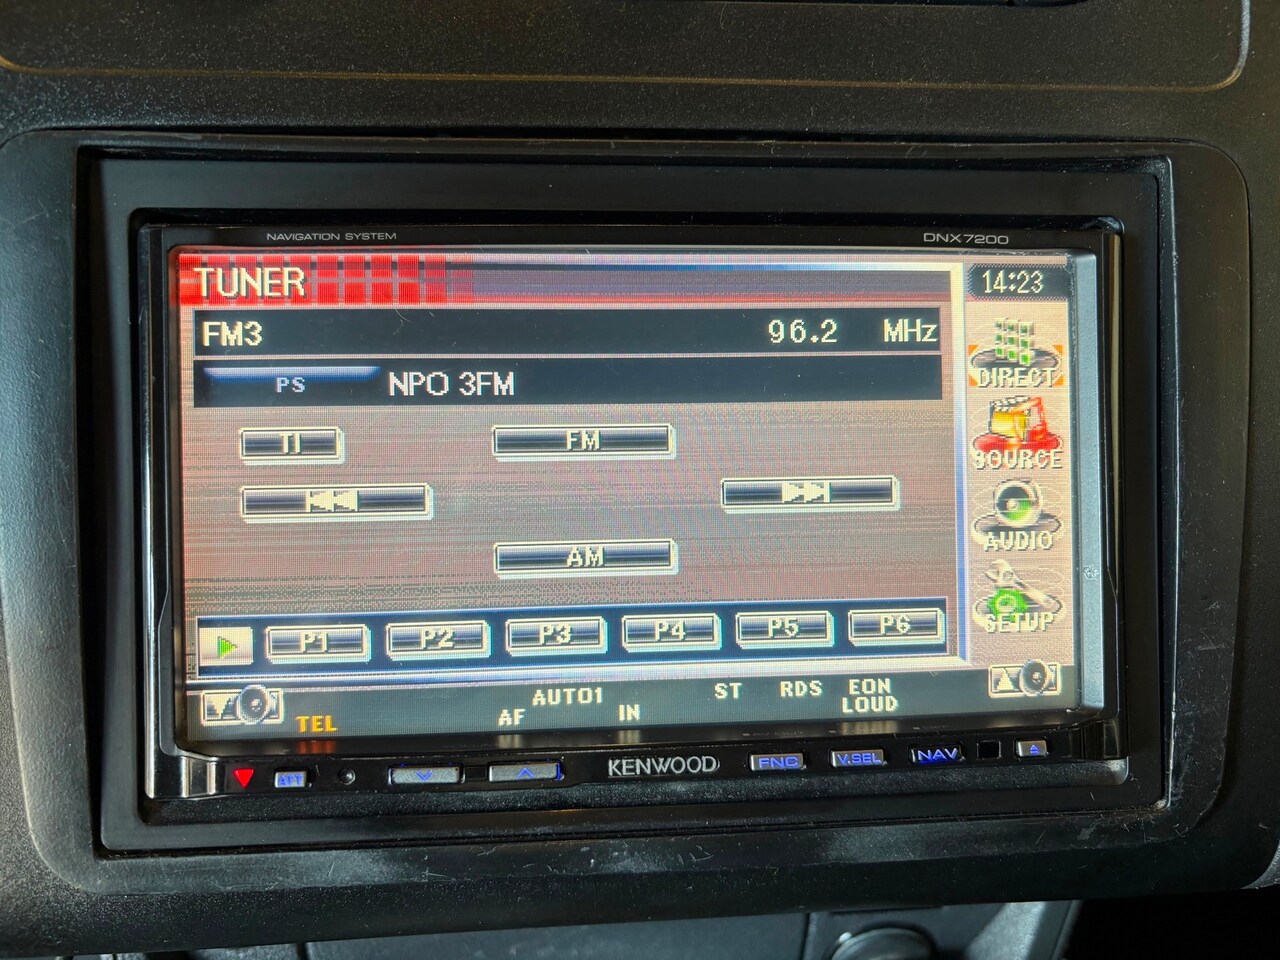 NAVIGATION SYSTEM
DNX7200
TUNER
14:23
FM3 96.2 MHz
PS NPO 3FM
DIRECT
TI
FM
SOURCE
AUDIO
AM
SETUP
P1 P2 P3 P4 P5 P6
TEL
AF
AUTO1
IN
ST
RDS
EON
LOUD
ATT
KENWOOD
FNC
V.SEL
NAV